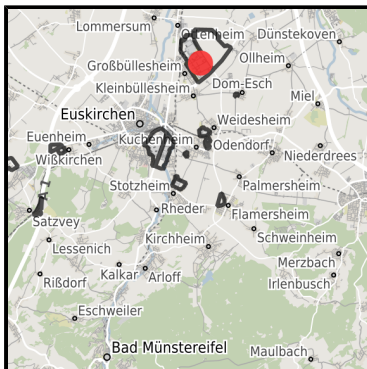 Lommersum
Ottenheim
Dünstekoven
Großbüllesheim
Ollheim
Kleinbüllesheim
Dom-Esch
Miel
Euskirchen
Weidesheim
Euenheim
Kuchenheim
Odendorf
Wißkirchen
Niederdrees
Stotzheim
Palmersheim
Rheder
Flamersheim
Satzvey
Schweinheim
Lessenich
Kirchheim
Merzbach
Kalkar
Arloff
Rißdorf
Irlenbusch
Eschweiler
Bad Münstereifel
Maulbach